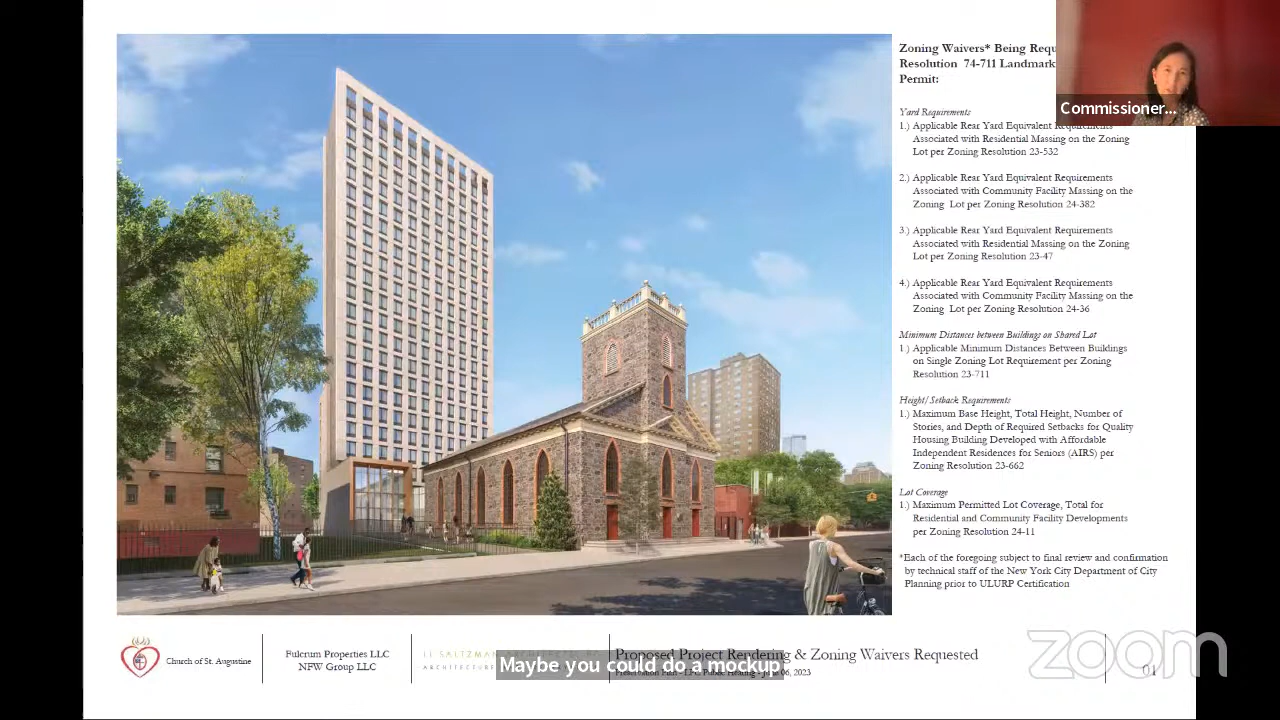 Zoning Waivers* Being
Resolution 74-711 Landmark
Permit:
Commissioner...
Yard Requirements
1.) Applicable Rear Yard Equivalent Requirements
Associated with Residential Massing on the Zoning
Lot per Zoning Resolution 23-532
2.) Applicable Rear Yard Equivalent Requirements
Associated with Community Facility Massing on the
Zoning Lot per Zoning Resolution 24-382
3.) Applicable Rear Yard Equivalent Requirements
Associated with Residential Massing on the Zoning
Lot per Zoning Resolution 23-47
4.) Applicable Rear Yard Equivalent Requirements
Associated with Community Facility Massing on the
Zoning Lot per Zoning Resolution 24-36
Minimum Distances between Buildings on Shared Lot
1.) Applicable Minimum Distances Between Buildings
on Single Zoning Lot Requirement per Zoning
Resolution 23-711
Height/Setback Requirements
1.) Maximum Base Height, Total Height, Number of
Stories, and Depth of Required Setbacks for Quality
Housing Building Developed with Affordable
Independent Residences for Seniors (AIRS) per
Zoning Resolution 23-662
Lot Coverage
1.) Maximum Permitted Lot Coverage, Total for
Residential and Community Facility Developments
per Zoning Resolution 24-11
*Each of the foregoing subject to final review and confirmation
by technical staff of the New York City Department of City
Planning prior to ULURP Certification
Church of St. Augustine
Fulcrum Properties LLC
NFW Group LLC
Proposed Project Rendering & Zoning Waivers Requested
Maybe you could do a mockup
zoom
01